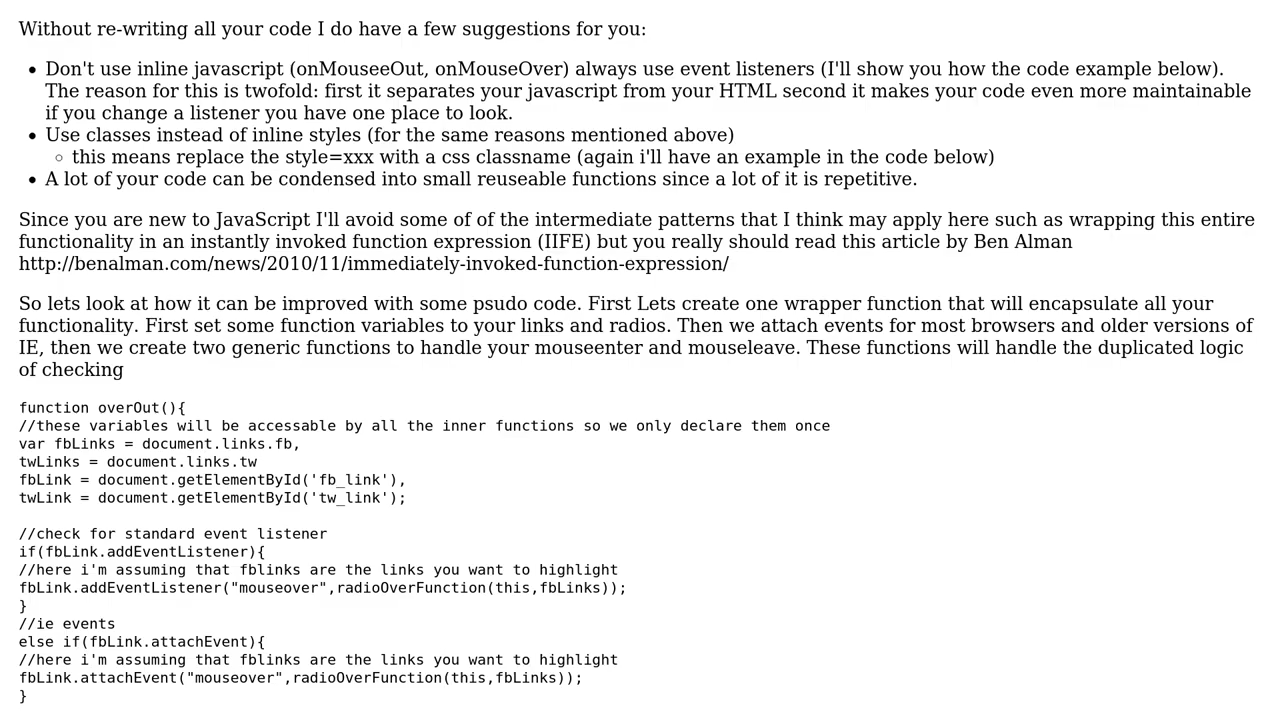 Without re-writing all your code I do have a few suggestions for you:
Don't use inline javascript (onMouseeOut, onMouseOver) always use event listeners (I'll show you how the code example below).
The reason for this is twofold: first it separates your javascript from your HTML second it makes your code even more maintainable
if you change a listener you have one place to look.
Use classes instead of inline styles (for the same reasons mentioned above)
this means replace the style=xxx with a css classname (again i'll have an example in the code below)
A lot of your code can be condensed into small reuseable functions since a lot of it is repetitive.
Since you are new to JavaScript I'll avoid some of of the intermediate patterns that I think may apply here such as wrapping this entire
functionality in an instantly invoked function expression (IIFE) but you really should read this article by Ben Alman
http://benalman.com/news/2010/11/immediately-invoked-function-expression/
So lets look at how it can be improved with some psudo code. First Lets create one wrapper function that will encapsulate all your
functionality. First set some function variables to your links and radios. Then we attach events for most browsers and older versions of
IE, then we create two generic functions to handle your mouseenter and mouseleave. These functions will handle the duplicated logic
of checking
function overOut(){
//these variables will be accessable by all the inner functions so we only declare them once
var fbLinks = document.links.fb,
twLinks = document.links.tw
fbLink = document.getElementById('fb_link'),
twLink = document.getElementById('tw_link');
//check for standard event listener
if(fbLink.addEventListener){
//here i'm assuming that fblinks are the links you want to highlight
fbLink.addEventListener("mouseover",radioOverFunction(this,fbLinks));
}
//ie events
else if(fbLink.attachEvent){
//here i'm assuming that fblinks are the links you want to highlight
fbLink.attachEvent("mouseover",radioOverFunction(this,fbLinks));
}